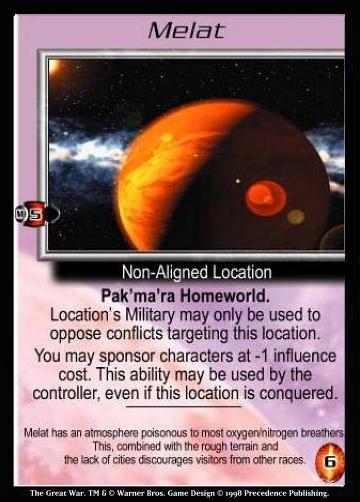 Melat
M 5
Non-Aligned Location
Pak'ma'ra Homeworld.
Location's Military may only be used to
oppose conflicts targeting this location.
You may sponsor characters at -1 influence
cost. This ability may be used by the
controller, even if this location is conquered.
Melat has an atmosphere poisonous to most oxygen/nitrogen breathers.
This, combined with the rough terrain and
the lack of cities discourages visitors from other races.
6
The Great War. TM & © Warner Bros. Game Design © 1998 Precedence Publishing.